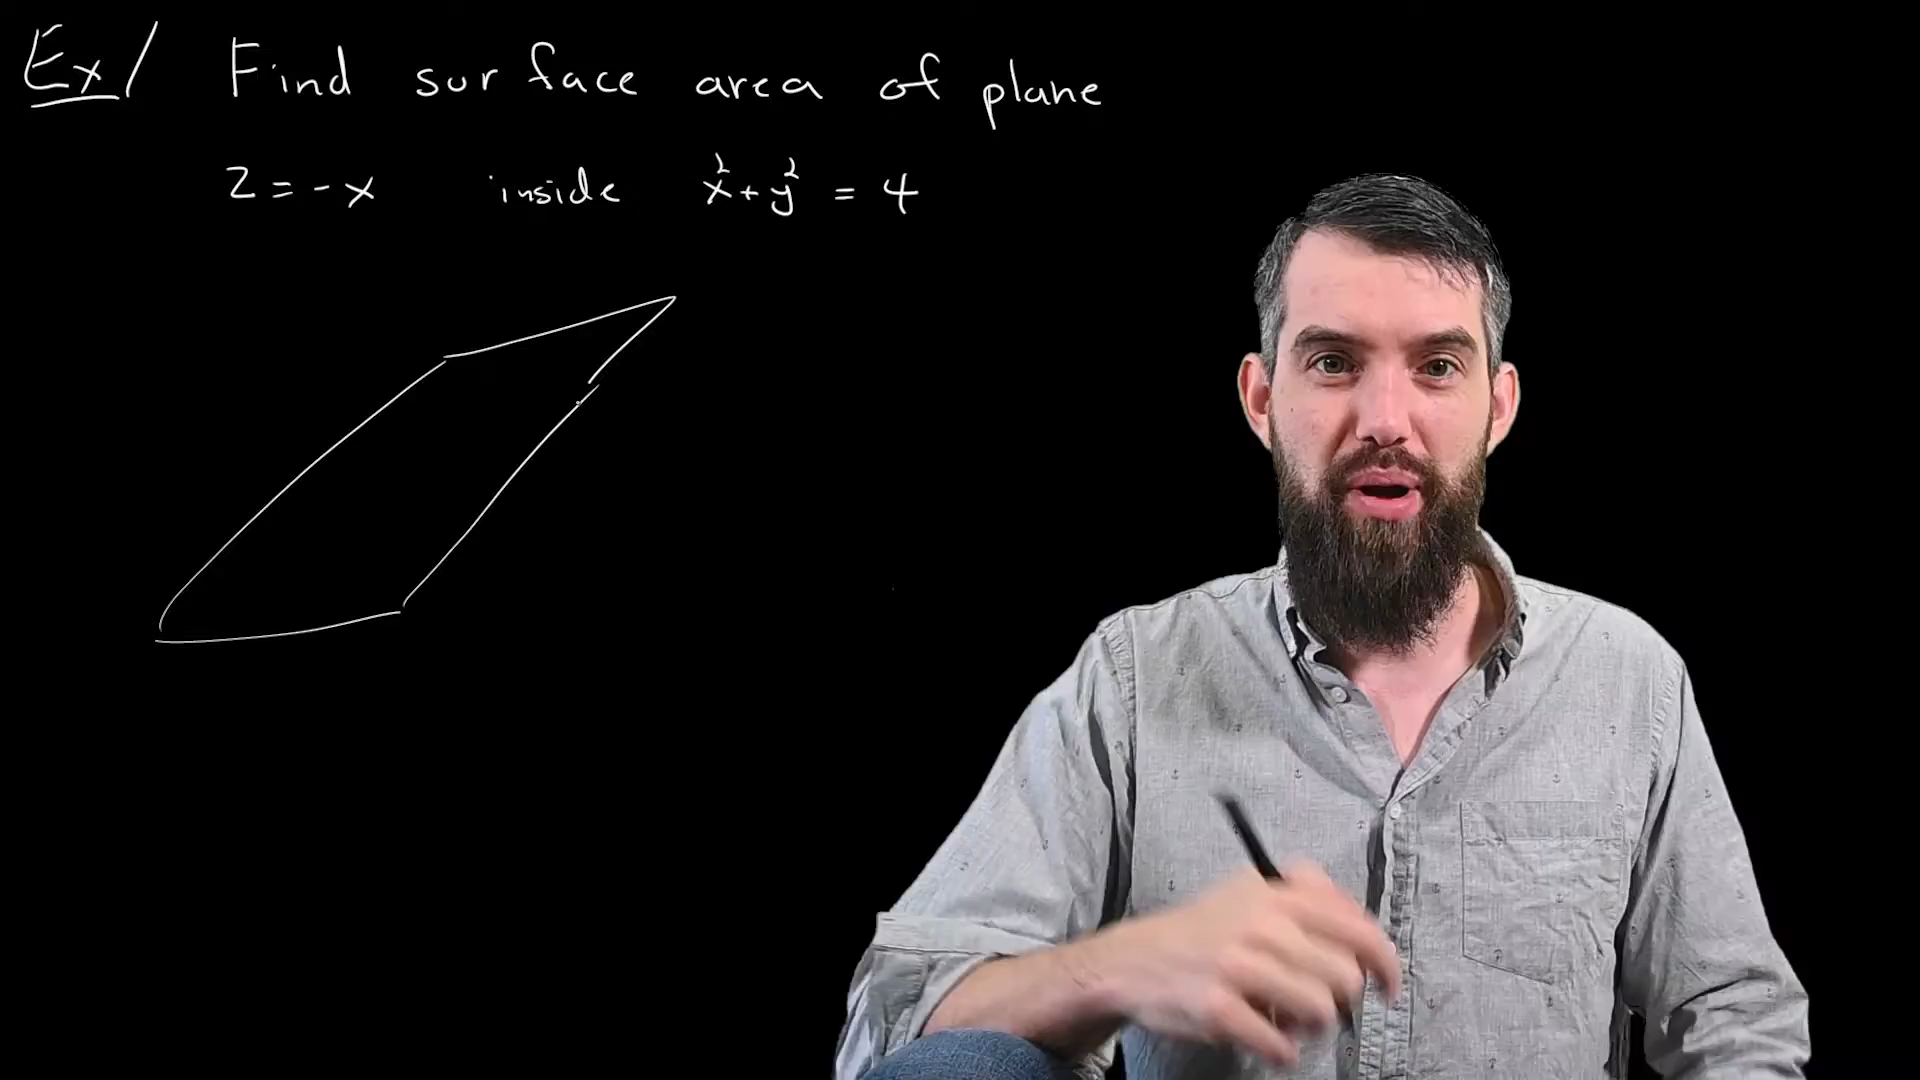 Ex/ Find surface area of plane
z = -x inside x² + y² = 4